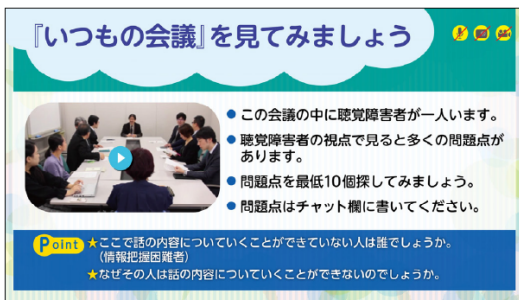 『いつもの会議』を見てみましょう
● この会議の中に聴覚障害者が一人います。
● 聴覚障害者の視点で見ると多くの問題点が
あります。
● 問題点を最低10個探してみましょう。
● 問題点はチャット欄に書いてください。
Point ★ここで話の内容についていくことができていない人は誰でしょうか。
（情報把握困難者）
★なぜその人は話の内容についていくことができないのでしょうか。